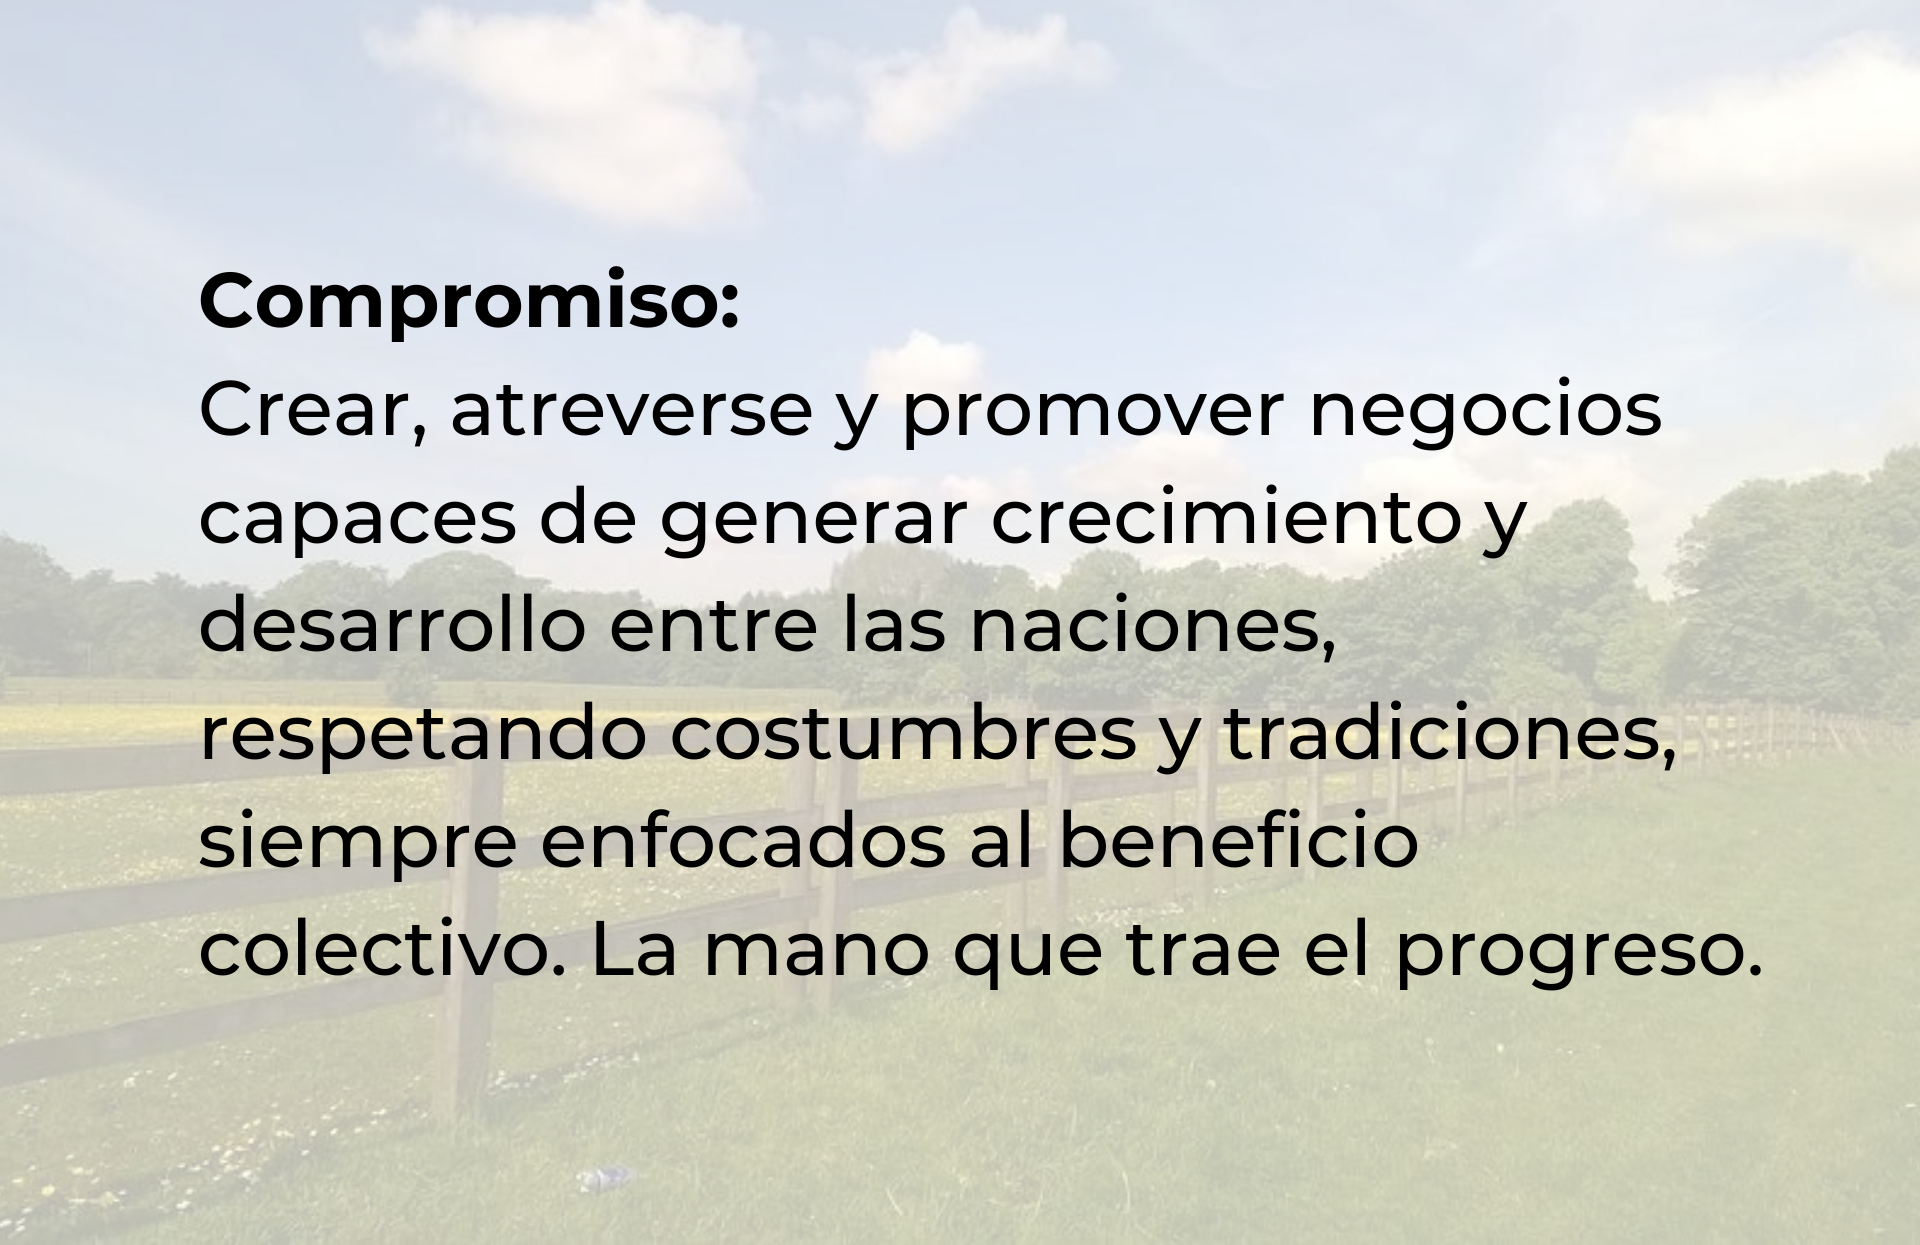 Compromiso:
Crear, atreverse y promover negocios
capaces de generar crecimiento y
desarrollo entre las naciones,
respetando costumbres y tradiciones,
siempre enfocados al beneficio
colectivo. La mano que trae el progreso.